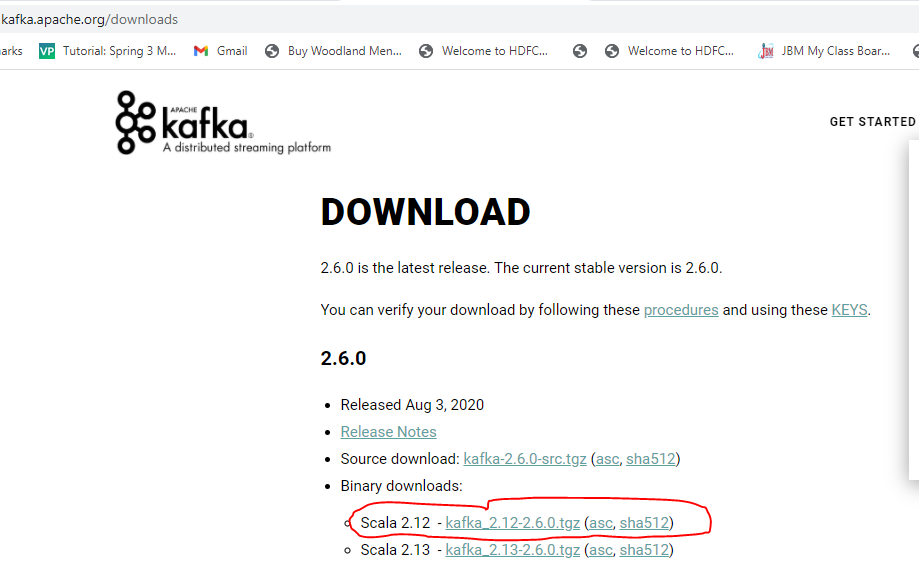 kafka.apache.org/downloads
arks VP Tutorial: Spring 3 M... Gmail Buy Woodland Men... Welcome to HDFC... Welcome to HDFC... JBM JBM My Class Boar...
APACHE
kafka®
A distributed streaming platform
GET STARTED
DOWNLOAD
2.6.0 is the latest release. The current stable version is 2.6.0.
You can verify your download by following these procedures and using these KEYS.
2.6.0
• Released Aug 3, 2020
• Release Notes
• Source download: kafka-2.6.0-src.tgz (asc, sha512)
• Binary downloads:
Scala 2.12 - kafka_2.12-2.6.0.tgz (asc, sha512)
Scala 2.13 - kafka_2.13-2.6.0.tgz (asc, sha512)